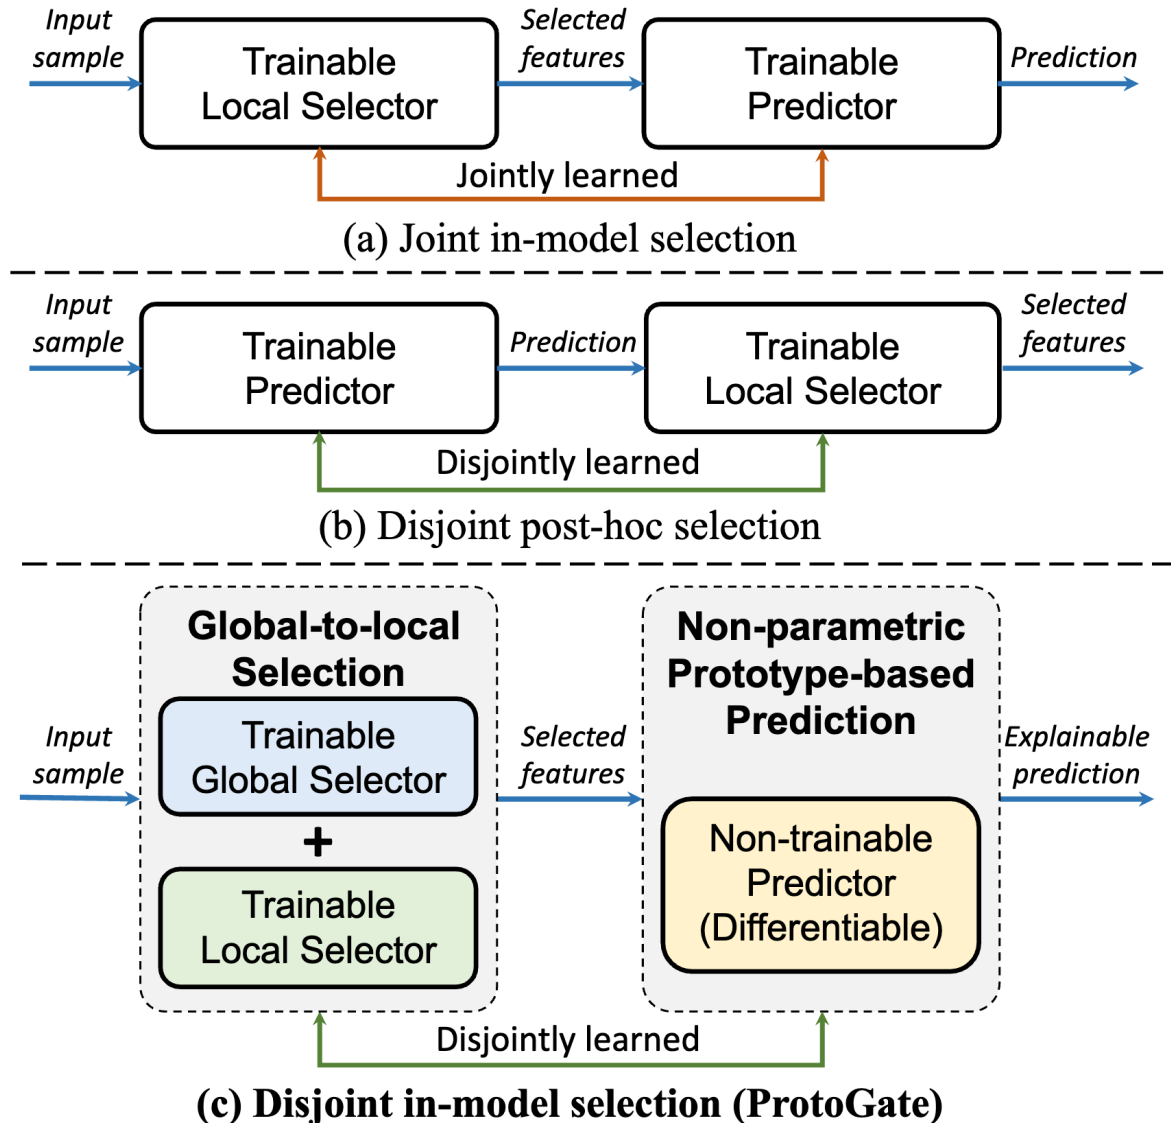 Input
sample
Trainable
Local Selector
Selected
features
Trainable
Predictor
Prediction
Jointly learned
(a) Joint in-model selection
Input
sample
Trainable
Predictor
Prediction
Trainable
Local Selector
Selected
features
Disjointly learned
(b) Disjoint post-hoc selection
Input
sample
Global-to-local
Selection
Trainable
Global Selector
+
Trainable
Local Selector
Selected
features
Non-parametric
Prototype-based
Prediction
Non-trainable
Predictor
(Differentiable)
Explainable
prediction
Disjointly learned
(c) Disjoint in-model selection (ProtoGate)